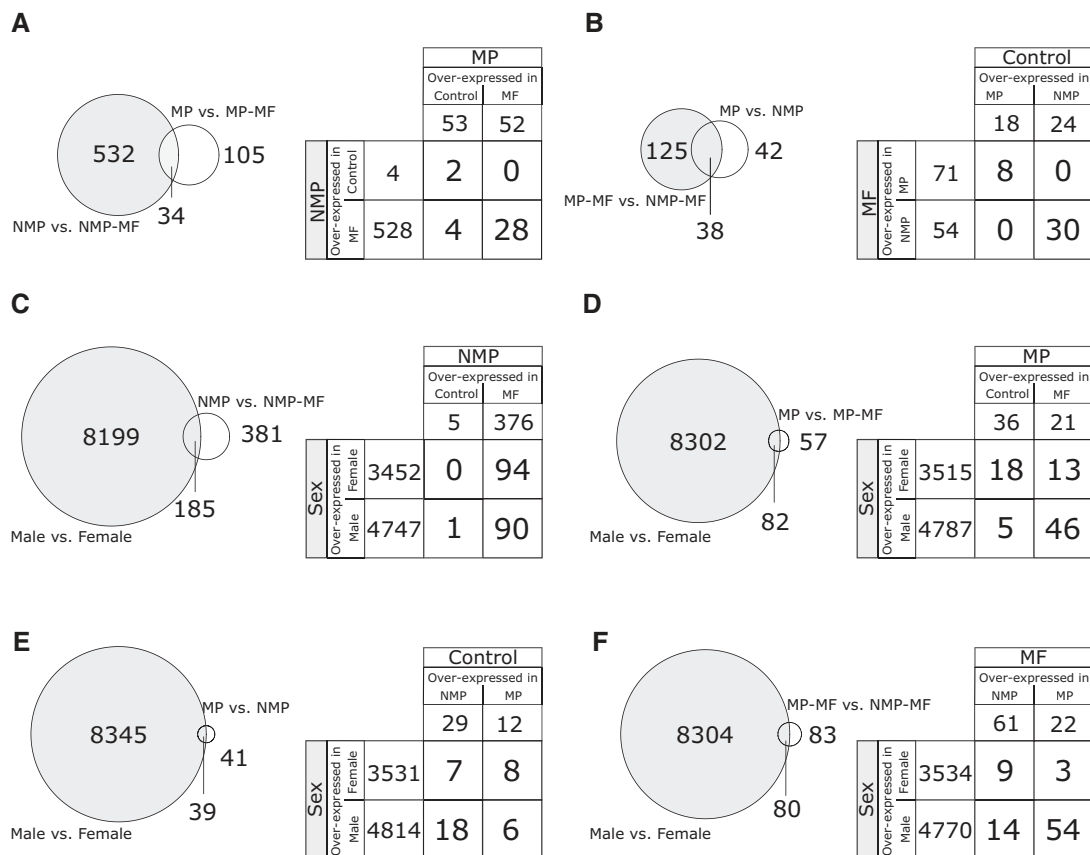 A
MP vs. MP-MF
532
105
34
NMP vs. NMP-MF
MP
Over-expressed in
Control MF
53 52
NMP
Over-expressed in
Control
4 2 0
MF
528 4 28
B
MP vs. NMP
125
42
MP-MF vs. NMP-MF
38
Control
Over-expressed in
MP NMP
18 24
MF
Over-expressed in
MP
71 8 0
NMP
54 0 30
C
NMP vs. NMP-MF
8199
381
185
Male vs. Female
NMP
Over-expressed in
Control MF
5 376
Sex
Over-expressed in
Female
3452 0 94
Male
4747 1 90
D
MP vs. MP-MF
8302
57
82
Male vs. Female
MP
Over-expressed in
Control MF
36 21
Sex
Over-expressed in
Female
3515 18 13
Male
4787 5 46
E
MP vs. NMP
8345
41
39
Male vs. Female
Control
Over-expressed in
NMP MP
29 12
Sex
Over-expressed in
Female
3531 7 8
Male
4814 18 6
F
MP-MF vs. NMP-MF
8304
83
80
Male vs. Female
MF
Over-expressed in
NMP MP
61 22
Sex
Over-expressed in
Female
3534 9 3
Male
4770 14 54